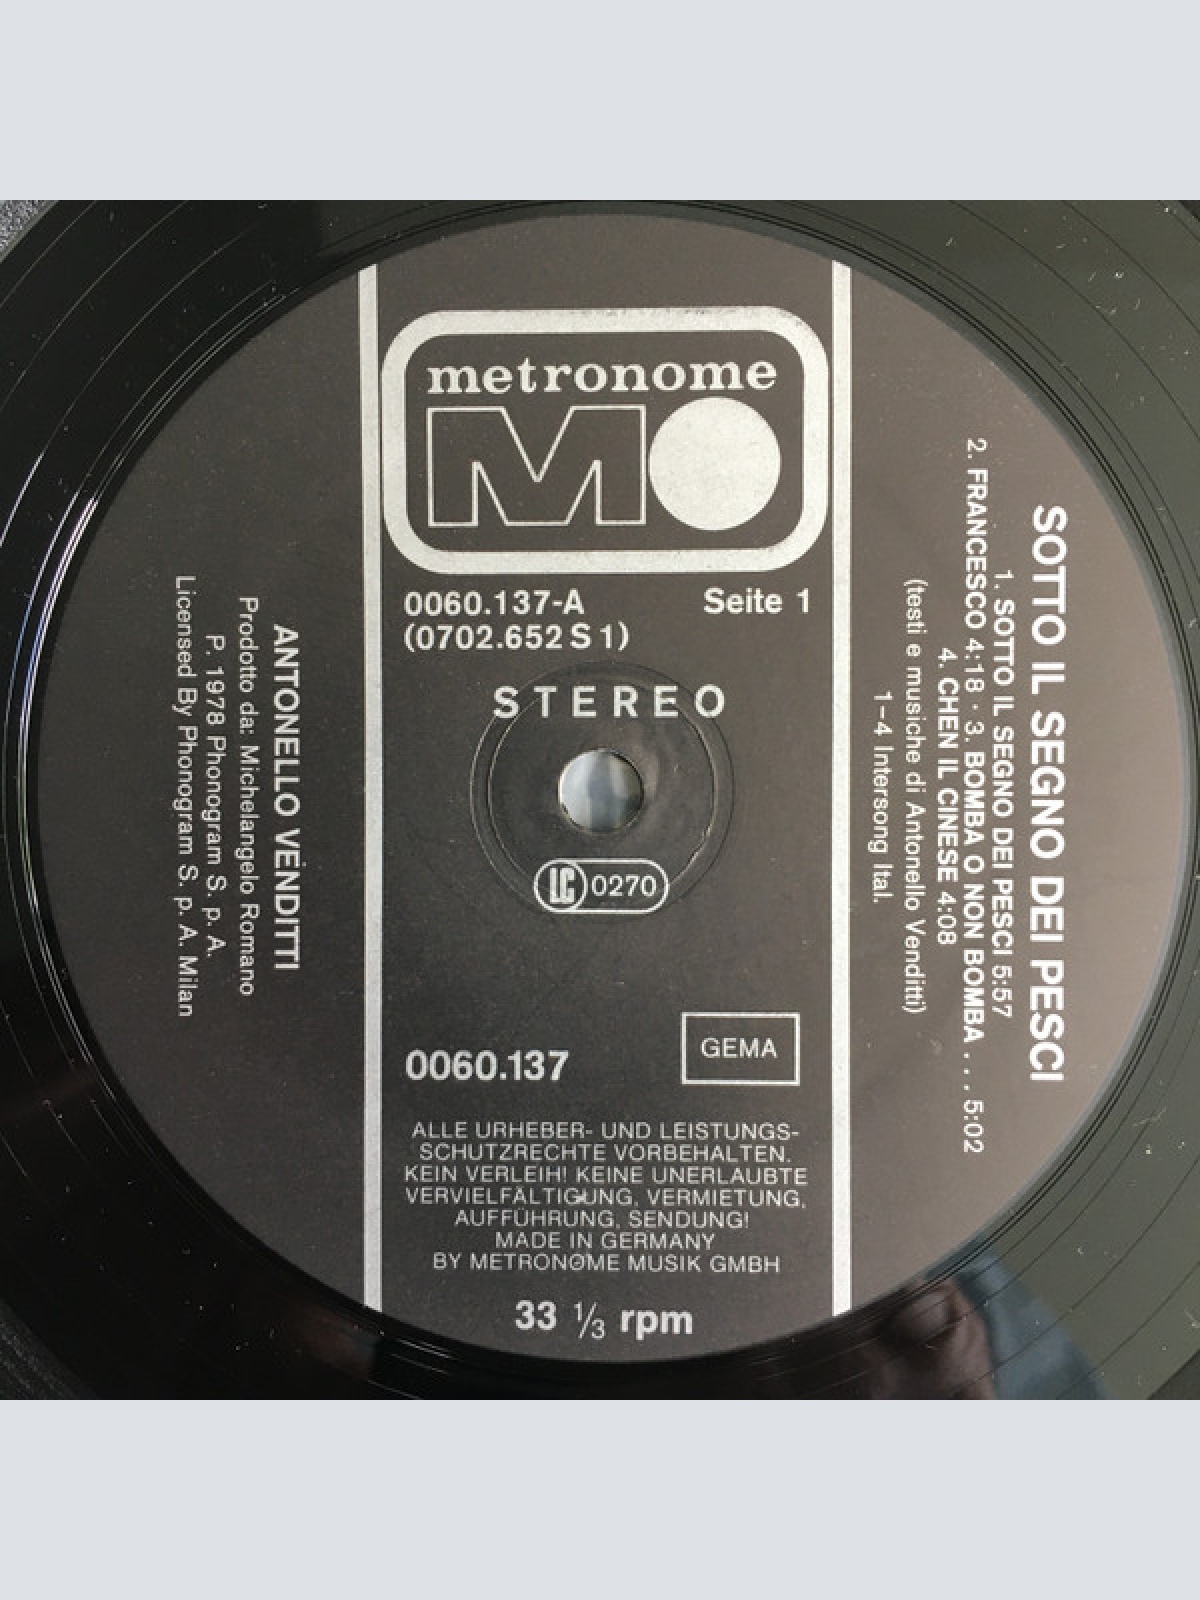 metronome
MO
0060.137-A Seite 1
(0702.652 S 1)
STEREO
LC 0270
0060.137 GEMA
ALLE URHEBER- UND LEISTUNGS-
SCHUTZRECHTE VORBEHALTEN.
KEIN VERLEIH! KEINE UNERLAUBTE
VERVIELFÄLTIGUNG, VERMIETUNG,
AUFFÜHRUNG, SENDUNG!
MADE IN GERMANY
BY METRONOME MUSIK GMBH
33 1/3 rpm
SOTTO IL SEGNO DEI PESCI
1. SOTTO IL SEGNO DEI PESCI 5:57
2. FRANCESCO 4:18 · 3. BOMBA O NON BOMBA . . . 5:02
4. CHEN IL CINESE 4:08
(testi e musiche di Antonello Venditti)
1-4 Intersong Ital.
ANTONELLO VENDITTI
Prodotto da: Michelangelo Romano
P. 1978 Phonogram S. p. A.
Licensed By Phonogram S. p. A. Milan